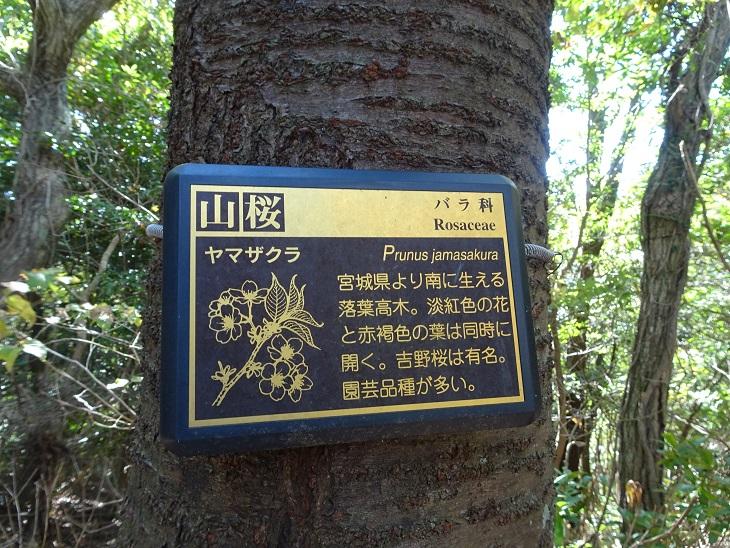 山桜
バラ科
Rosaceae
ヤマザクラ
Prunus jamasakura
宮城県より南に生える
落葉高木。淡紅色の花
と赤褐色の葉は同時に
開く。吉野桜は有名。
園芸品種が多い。